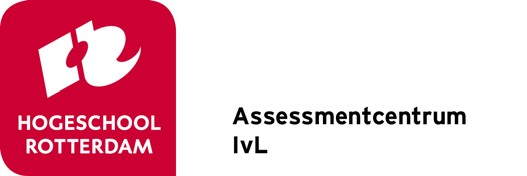 HOGESCHOOL
ROTTERDAM
Assessmentcentrum
IvL